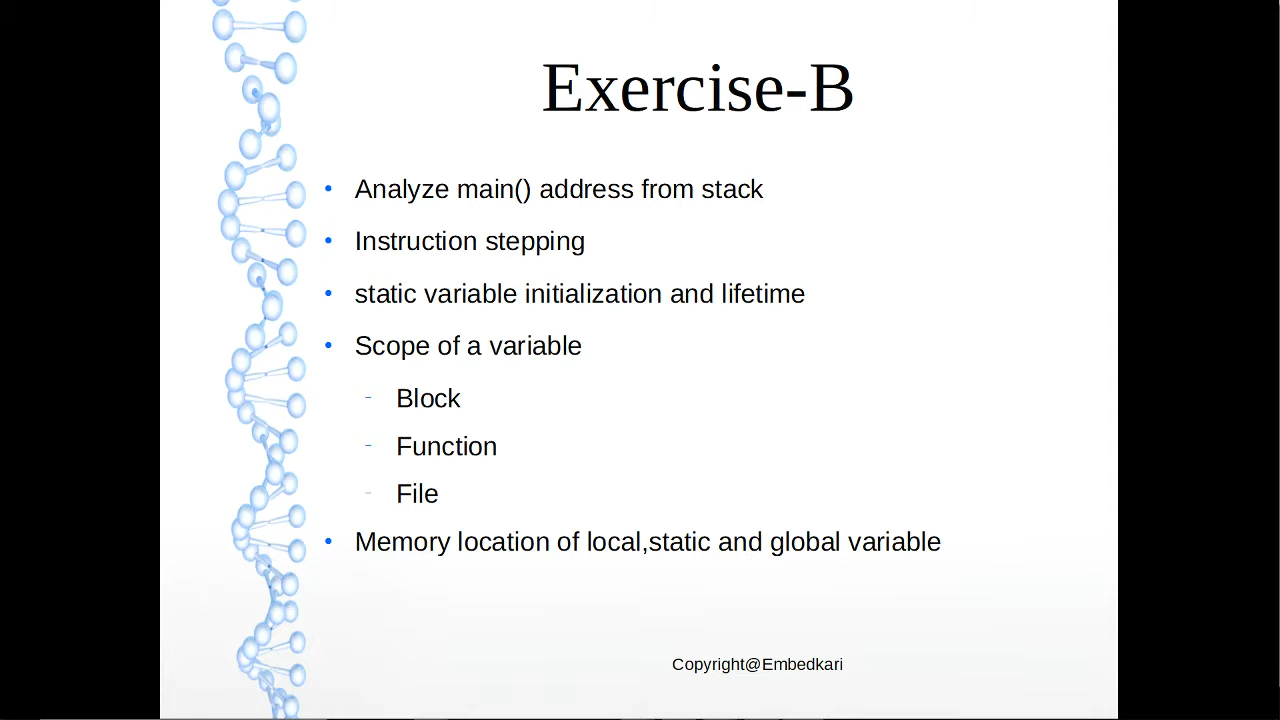 Exercise-B
• Analyze main() address from stack
• Instruction stepping
• static variable initialization and lifetime
• Scope of a variable
– Block
– Function
– File
• Memory location of local,static and global variable
Copyright@Embedkari